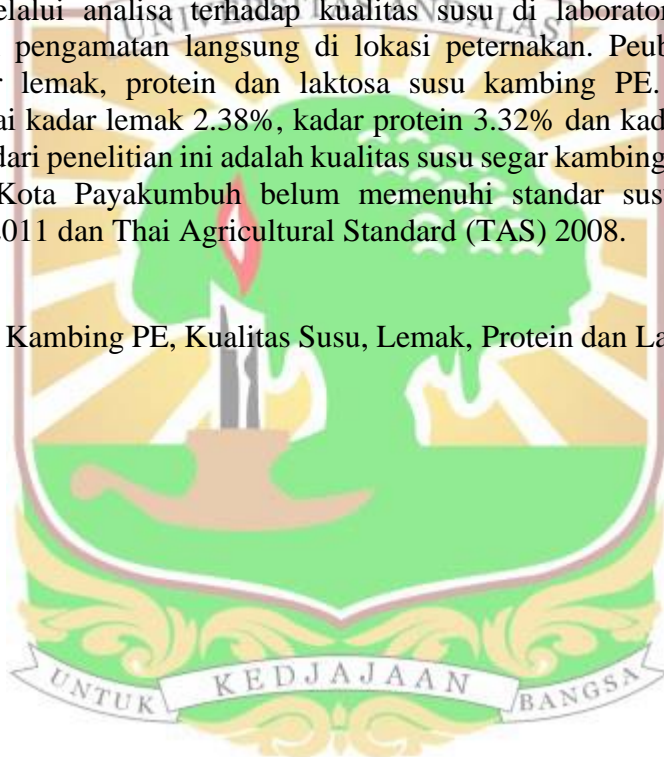 elalui analisa terhadap kualitas susu di laborator
UNIVERSITAS ANDALAS
pengamatan langsung di lokasi peternakan. Peub
r lemak, protein dan laktosa susu kambing PE.
ai kadar lemak 2.38%, kadar protein 3.32% dan kad
dari penelitian ini adalah kualitas susu segar kambing
Kota Payakumbuh belum memenuhi standar sus
2011 dan Thai Agricultural Standard (TAS) 2008.
Kambing PE, Kualitas Susu, Lemak, Protein dan La
UNTUK KEDJAJAAN BANGSA